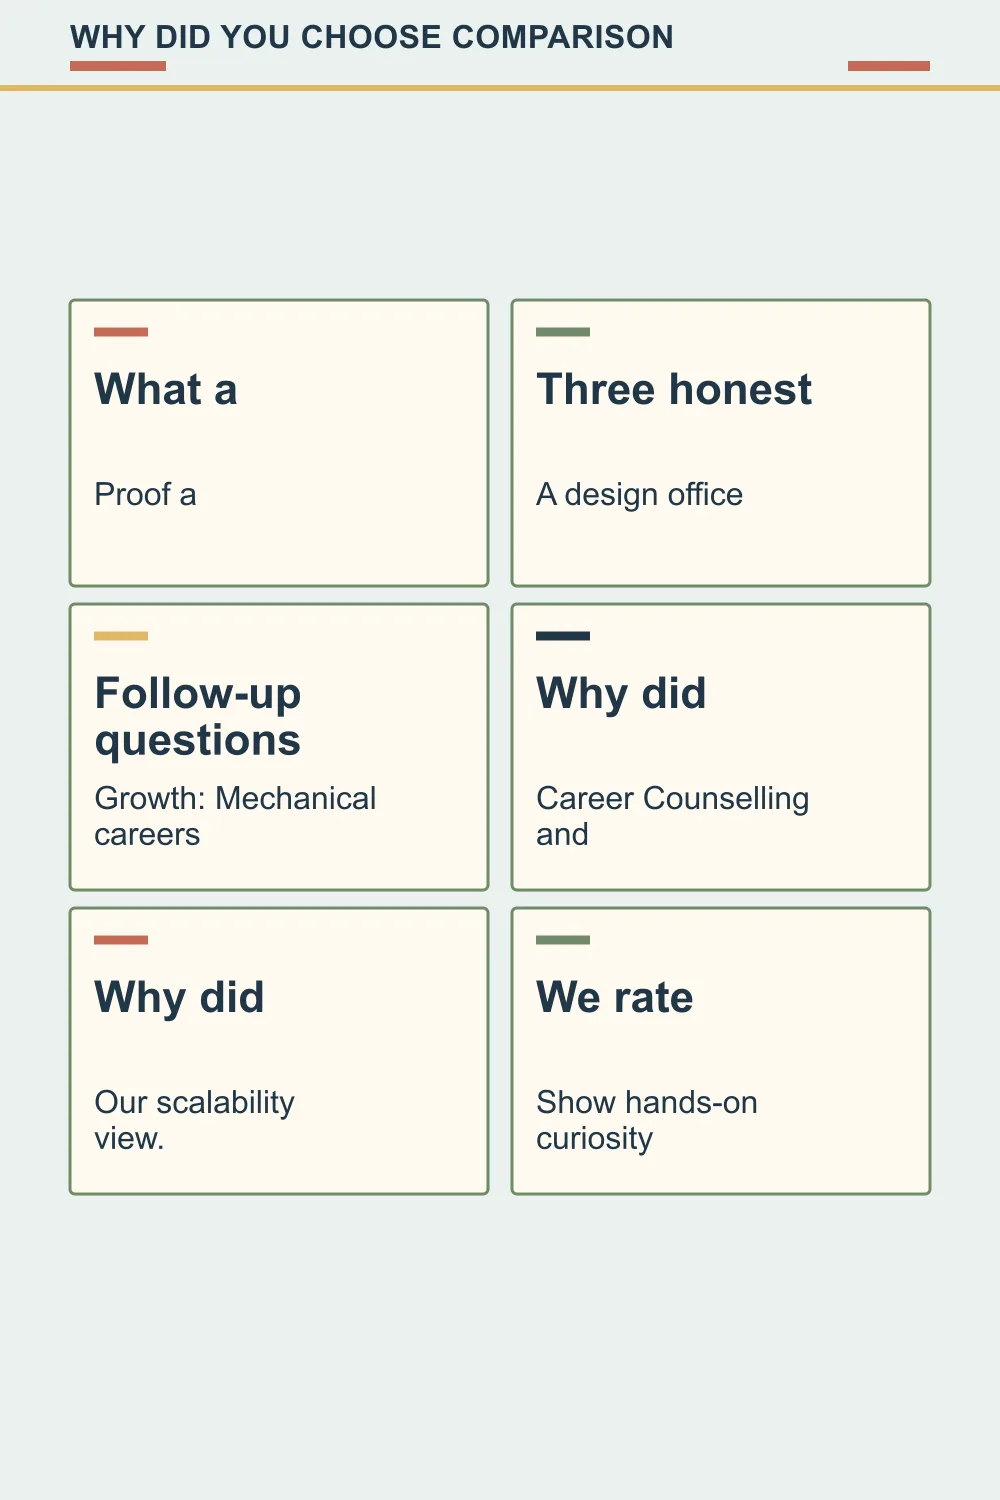 WHY DID YOU CHOOSE COMPARISON
What a
Proof a
Three honest
A design office
Follow-up
questions
Growth: Mechanical
careers
Why did
Career Counselling
and
Why did
Our scalability
view.
We rate
Show hands-on
curiosity